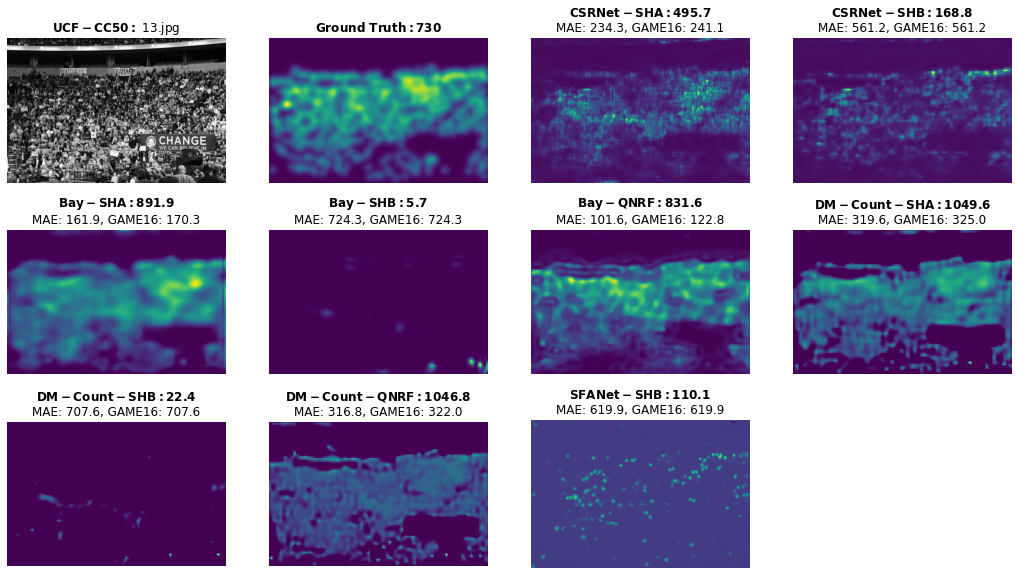 UCF − CC50: 13.jpg
Ground Truth: 730
CSRNet − SHA: 495.7
MAE: 234.3, GAME16: 241.1
CSRNet − SHB: 168.8
MAE: 561.2, GAME16: 561.2
CHANGE
WE CAN BELIEVE IN
Bay − SHA: 891.9
MAE: 161.9, GAME16: 170.3
Bay − SHB: 5.7
MAE: 724.3, GAME16: 724.3
Bay − QNRF: 831.6
MAE: 101.6, GAME16: 122.8
DM − Count − SHA: 1049.6
MAE: 319.6, GAME16: 325.0
DM − Count − SHB: 22.4
MAE: 707.6, GAME16: 707.6
DM − Count − QNRF: 1046.8
MAE: 316.8, GAME16: 322.0
SFANet − SHB: 110.1
MAE: 619.9, GAME16: 619.9